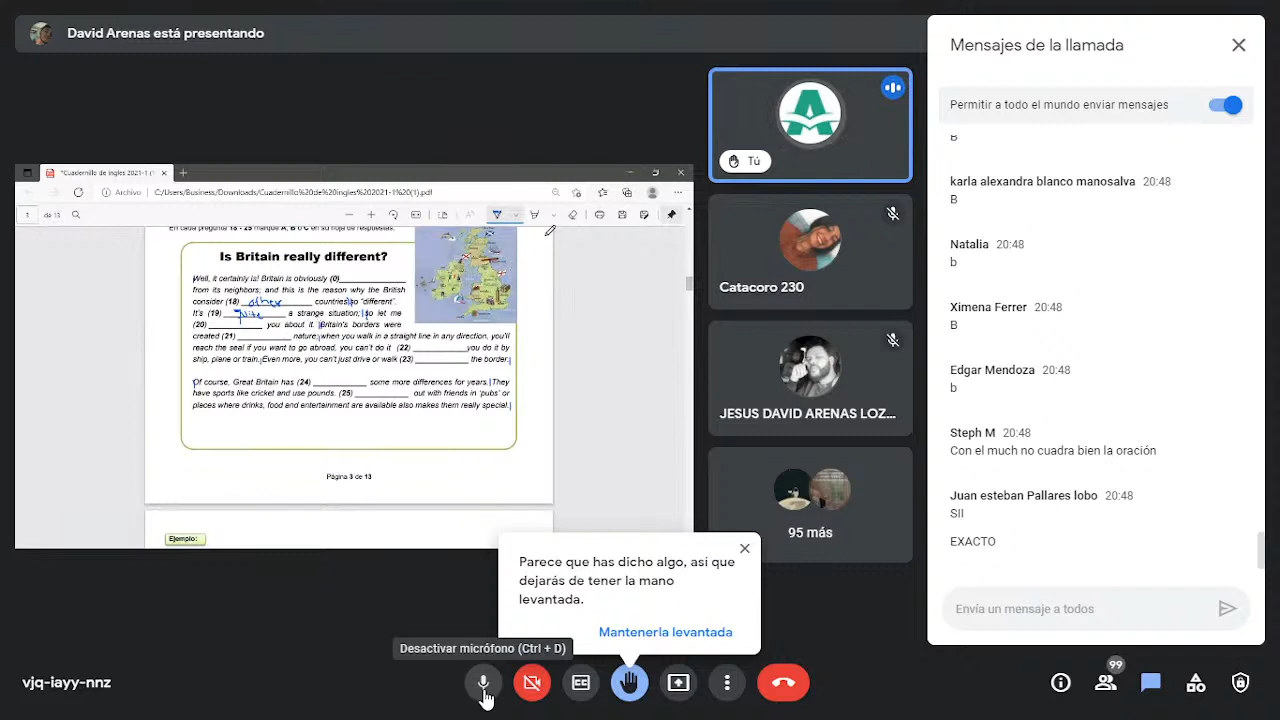 David Arenas está presentando
"Cuadernillo de ingles 2021-1 (
Archivo
C:/Users/Business/Downloads/Cuadernillo%20de%20ingles%202021-1%20(1).pdf
de 13
En cada pregunta 18 - 25 marque A, B o C en su hoja de respuestas.
Is Britain really different?
Well, it certainly is! Britain is obviously (0)
from its neighbors; and this is the reason why the British
consider (18) other countries so "different".
It's (19) quite a strange situation; so let me
(20) you about it. Britain's borders were
created (21) nature; when you walk in a straight line in any direction, you'll
reach the sea! If you want to go abroad, you can't do it (22) you do it by
ship, plane or train. Even more, you can't just drive or walk (23) the border.
Of course, Great Britain has (24) some more differences for years. They
have sports like cricket and use pounds. (25) out with friends in 'pubs' or
places where drinks, food and entertainment are available also makes them really special.
Página 3 de 13
Ejemplo:
Tú
Catacoro 230
JESUS DAVID ARENAS LOZ...
95 más
Mensajes de la llamada
Permitir a todo el mundo enviar mensajes
B
karla alexandra blanco manosalva 20:48
B
Natalia 20:48
b
Ximena Ferrer 20:48
B
Edgar Mendoza 20:48
b
Steph M 20:48
Con el much no cuadra bien la oración
Juan esteban Pallares lobo 20:48
SII
EXACTO
Envía un mensaje a todos
Parece que has dicho algo, así que
dejarás de tener la mano
levantada.
Mantenerla levantada
Desactivar micrófono (Ctrl + D)
vjq-iayy-nnz
99